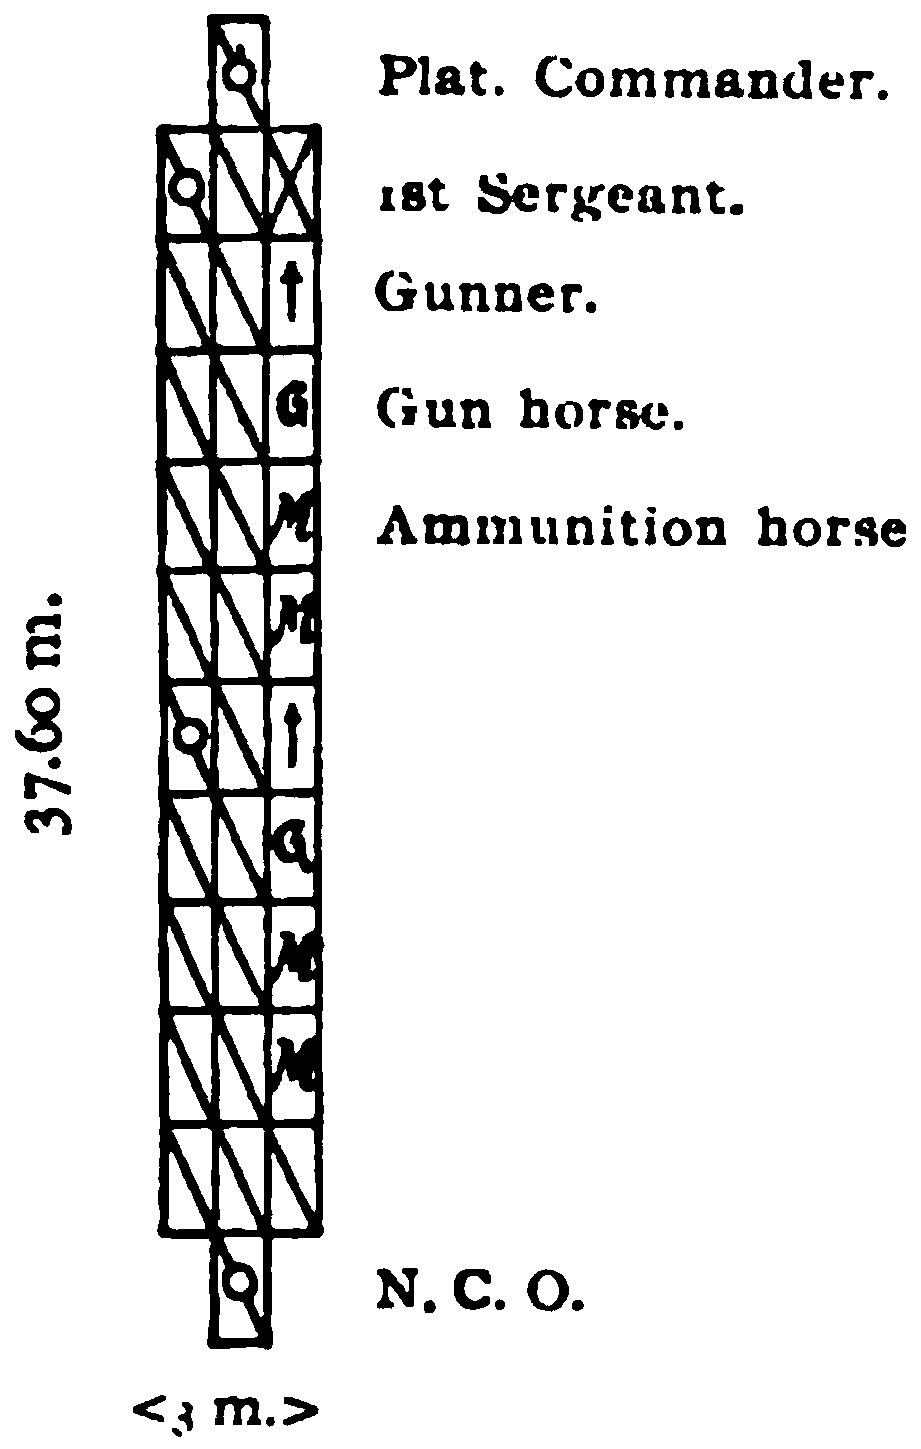 Plat. Commander.
1st Sergeant.
Gunner.
G
Gun horse.
M
Ammunition horse
M
37.60 m.
G
M
M
N. C. O.
<3 m.>